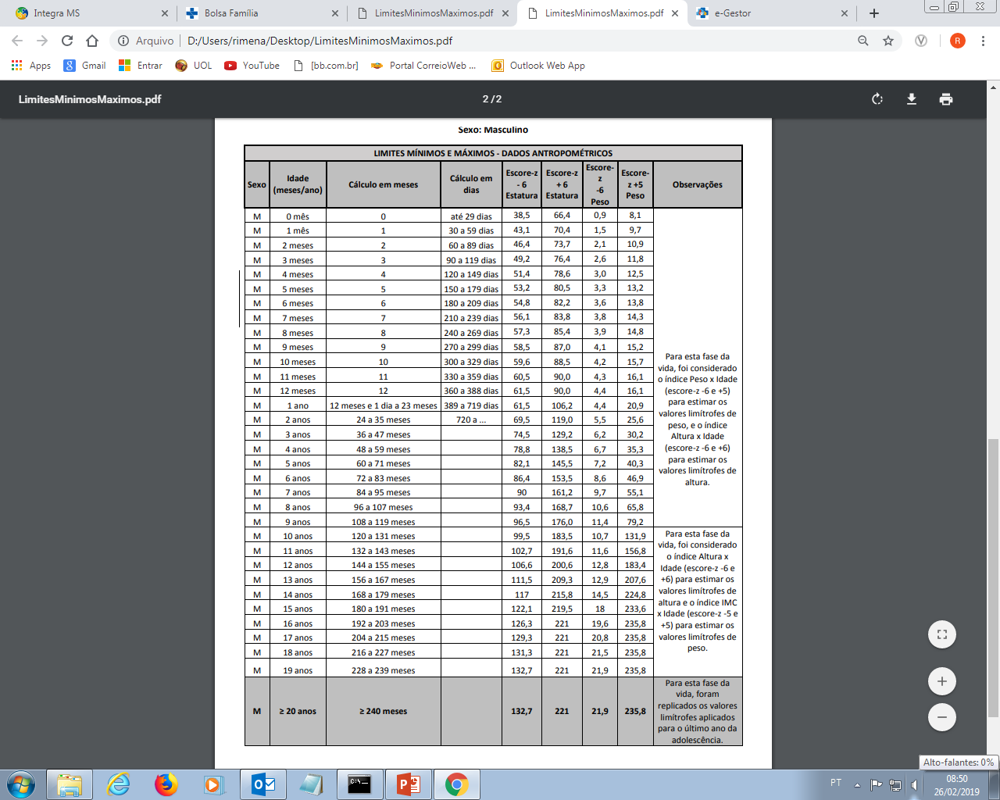 Integra MS
Bolsa Família
LimitesMinimosMaximos.pdf
LimitesMinimosMaximos.pdf
e-Gestor
Arquivo | D:/Users/rimena/Desktop/LimitesMinimosMaximos.pdf
R
Apps
Gmail
Entrar
UOL
YouTube
[bb.com.br]
Portal CorreioWeb ...
Outlook Web App
LimitesMinimosMaximos.pdf
2 / 2
Sexo: Masculino
LIMITES MÍNIMOS E MÁXIMOS - DADOS ANTROPOMÉTRICOS
Sexo | Idade (meses/ano) | Cálculo em meses | Cálculo em dias | Escore-z - 6 Estatura | Escore-z + 6 Estatura | Escore-z -6 Peso | Escore-z +5 Peso | Observações
M 0 mês 0 até 29 dias 38,5 66,4 0,9 8,1
M 1 mês 1 30 a 59 dias 43,1 70,4 1,5 9,7
M 2 meses 2 60 a 89 dias 46,4 73,7 2,1 10,9
M 3 meses 3 90 a 119 dias 49,2 76,4 2,6 11,8
M 4 meses 4 120 a 149 dias 51,4 78,6 3,0 12,5
M 5 meses 5 150 a 179 dias 53,2 80,5 3,3 13,2
M 6 meses 6 180 a 209 dias 54,8 82,2 3,6 13,8
M 7 meses 7 210 a 239 dias 56,1 83,8 3,8 14,3
M 8 meses 8 240 a 269 dias 57,3 85,4 3,9 14,8
M 9 meses 9 270 a 299 dias 58,5 87,0 4,1 15,2
M 10 meses 10 300 a 329 dias 59,6 88,5 4,2 15,7
M 11 meses 11 330 a 359 dias 60,5 90,0 4,3 16,1
M 12 meses 12 360 a 388 dias 61,5 90,0 4,4 16,1
M 1 ano 12 meses e 1 dia a 23 meses 389 a 719 dias 61,5 106,2 4,4 20,9
M 2 anos 24 a 35 meses 720 a ... 69,5 119,0 5,5 25,6
M 3 anos 36 a 47 meses 74,5 129,2 6,2 30,2
M 4 anos 48 a 59 meses 78,8 138,5 6,7 35,3
M 5 anos 60 a 71 meses 82,1 145,5 7,2 40,3
M 6 anos 72 a 83 meses 86,4 153,5 8,6 46,9
M 7 anos 84 a 95 meses 90 161,2 9,7 55,1
M 8 anos 96 a 107 meses 93,4 168,7 10,6 65,8
M 9 anos 108 a 119 meses 96,5 176,0 11,4 79,2
Para esta fase da
vida, foi considerado
o índice Peso x Idade
(escore-z -6 e +5)
para estimar os
valores limítrofes de
peso, e o índice
Altura x Idade
(escore-z -6 e +6)
para estimar os
valores limítrofes de
altura.
M 10 anos 120 a 131 meses 99,5 183,5 10,7 131,9
M 11 anos 132 a 143 meses 102,7 191,6 11,6 156,8
M 12 anos 144 a 155 meses 106,6 200,6 12,8 183,4
M 13 anos 156 a 167 meses 111,5 209,3 12,9 207,6
M 14 anos 168 a 179 meses 117 215,8 14,5 224,8
M 15 anos 180 a 191 meses 122,1 219,5 18 233,6
M 16 anos 192 a 203 meses 126,3 221 19,6 235,8
M 17 anos 204 a 215 meses 129,3 221 20,8 235,8
M 18 anos 216 a 227 meses 131,3 221 21,5 235,8
M 19 anos 228 a 239 meses 132,7 221 21,9 235,8
Para esta fase da
vida, foi considerado
o índice Altura x
Idade (escore-z -6 e
+6) para estimar os
valores limítrofes de
altura e o índice IMC
x Idade (escore-z -5 e
+5) para estimar os
valores limítrofes de
peso.
M ≥ 20 anos ≥ 240 meses 132,7 221 21,9 235,8
Para esta fase da
vida, foram
replicados os valores
limítrofes aplicados
para o último ano da
adolescência.
Alto-falantes: 0%
PT
08:50
26/02/2019